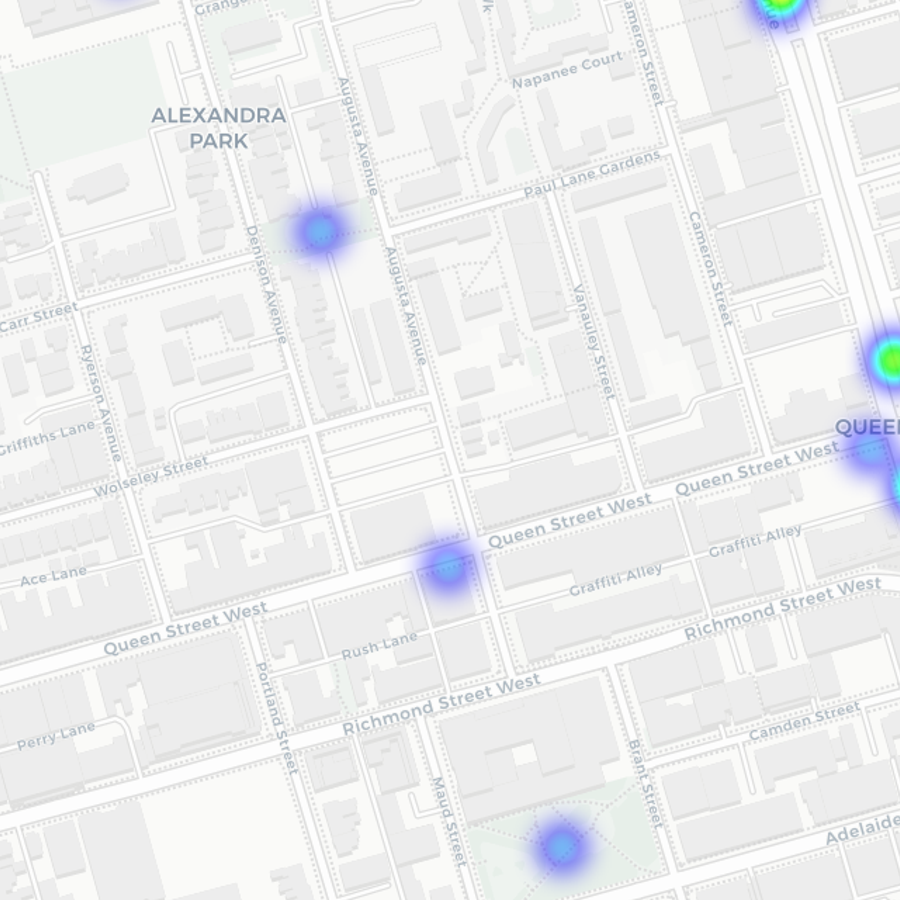 Grange
ue
Cameron Street
Napanee Court
ALEXANDRA
PARK
Augusta Avenue
Paul Lane Gardens
Denison Avenue
Augusta Avenue
Cameron Street
Carr Street
Vanauley Street
Ryerson Avenue
QUEE
Griffiths Lane
Wolseley Street
Queen Street West
Queen Street West
Graffiti Alley
Ace Lane
Graffiti Alley
Queen Street West
Richmond Street West
Rush Lane
Portland Street
Richmond Street West
Perry Lane
Camden Street
Brant Street
Maud Street
Adelaide